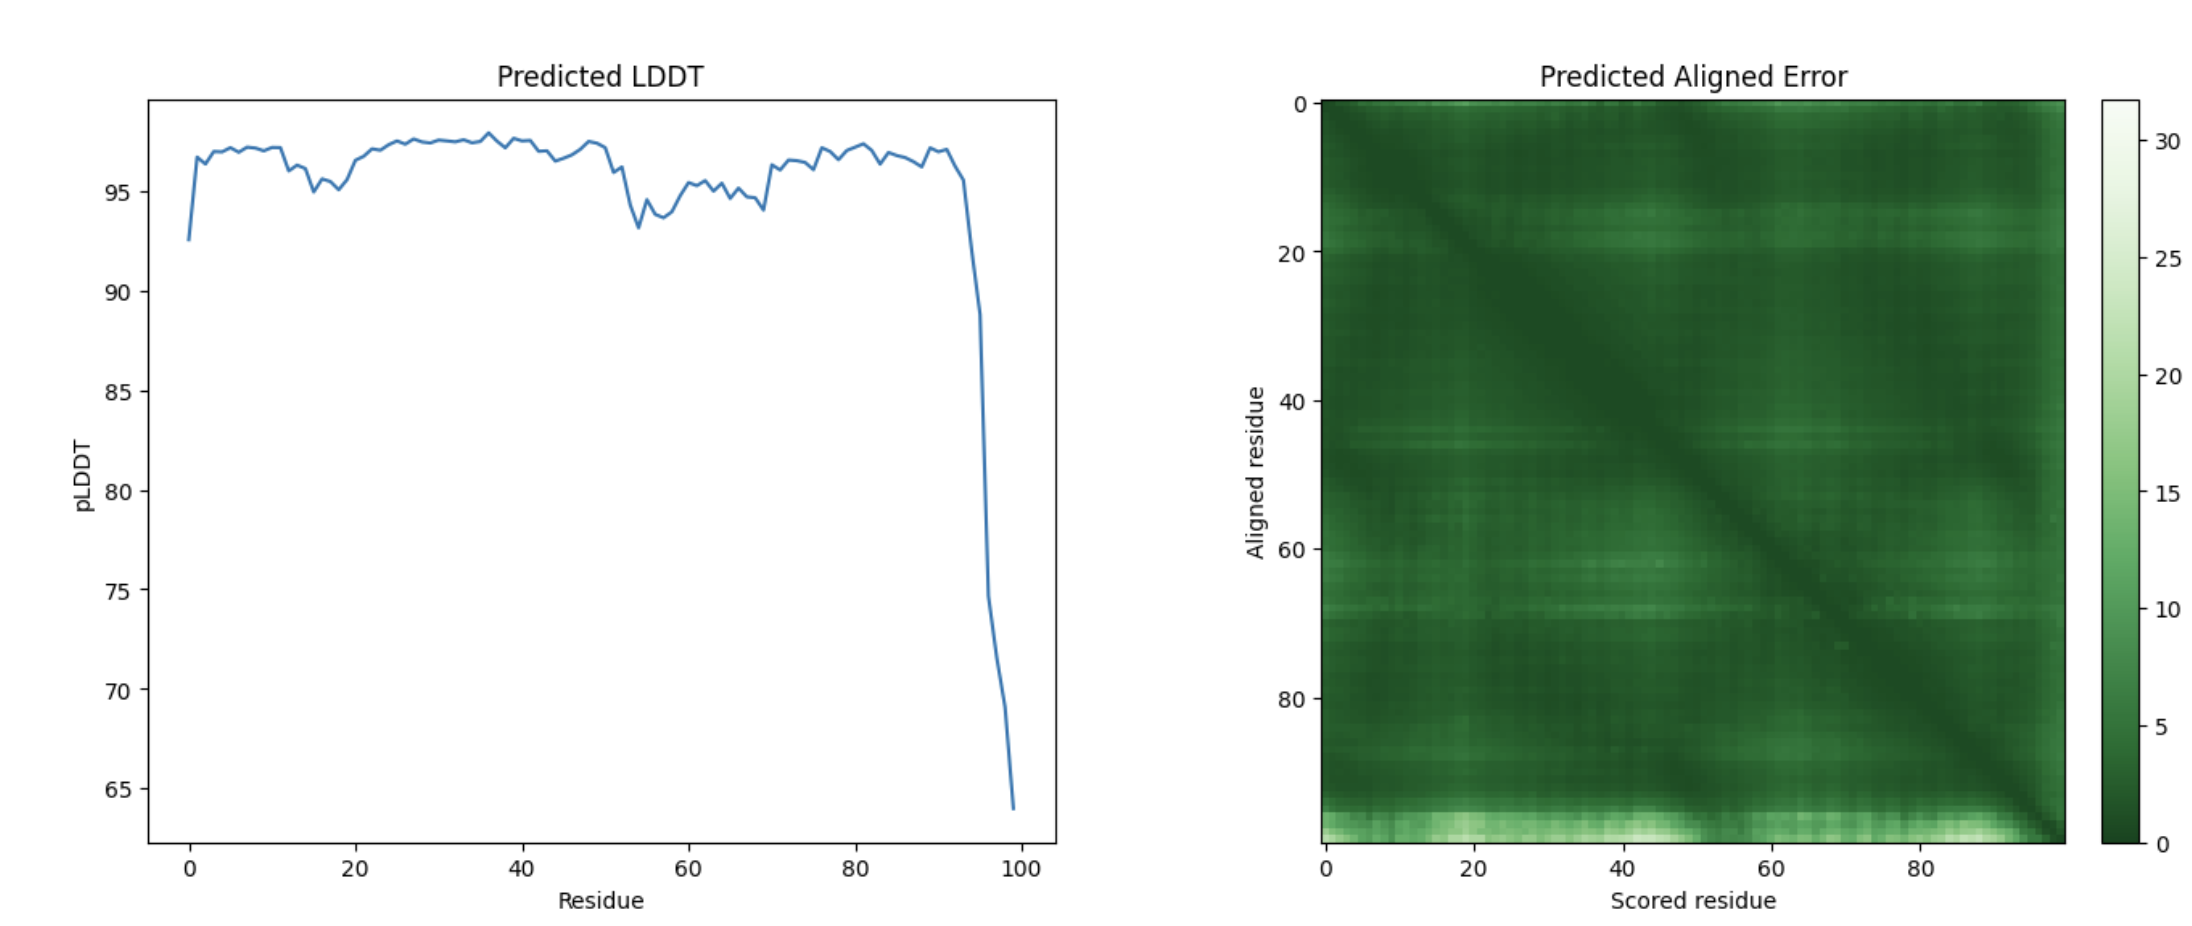 Predicted LDDT
pLDDT
95
90
85
80
75
70
65
0 20 40 60 80 100
Residue
Predicted Aligned Error
Aligned residue
0
20
40
60
80
0 20 40 60 80
Scored residue
30
25
20
15
10
5
0